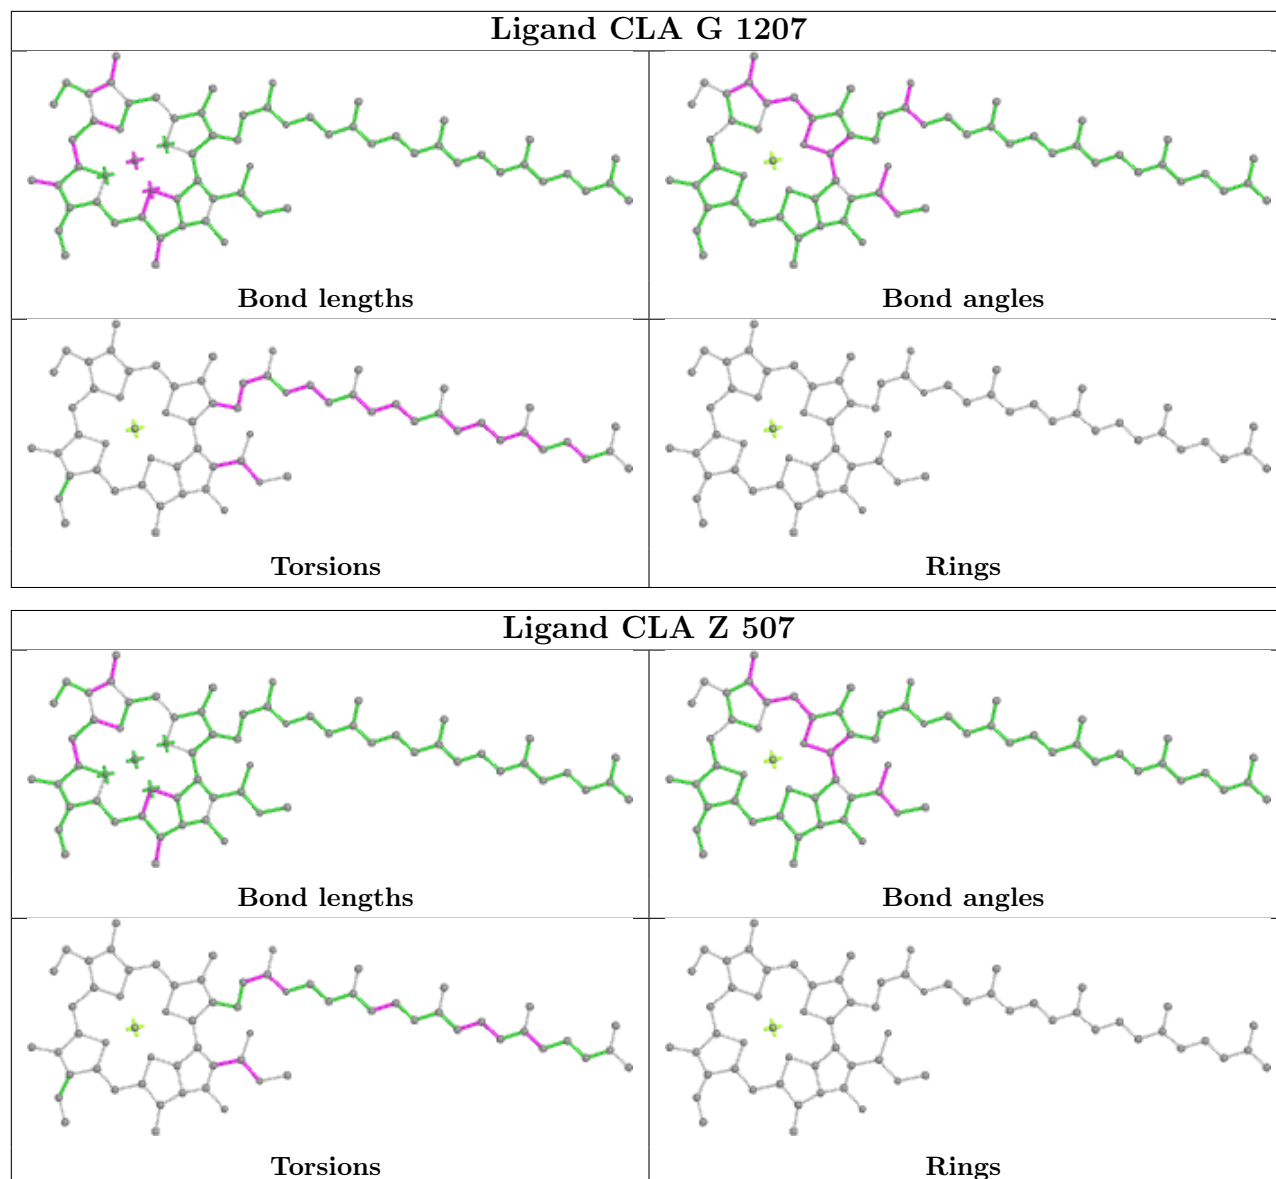 Ligand CLA G 1207
Bond lengths
Bond angles
Torsions
Rings
Ligand CLA Z 507
Bond lengths
Bond angles
Torsions
Rings